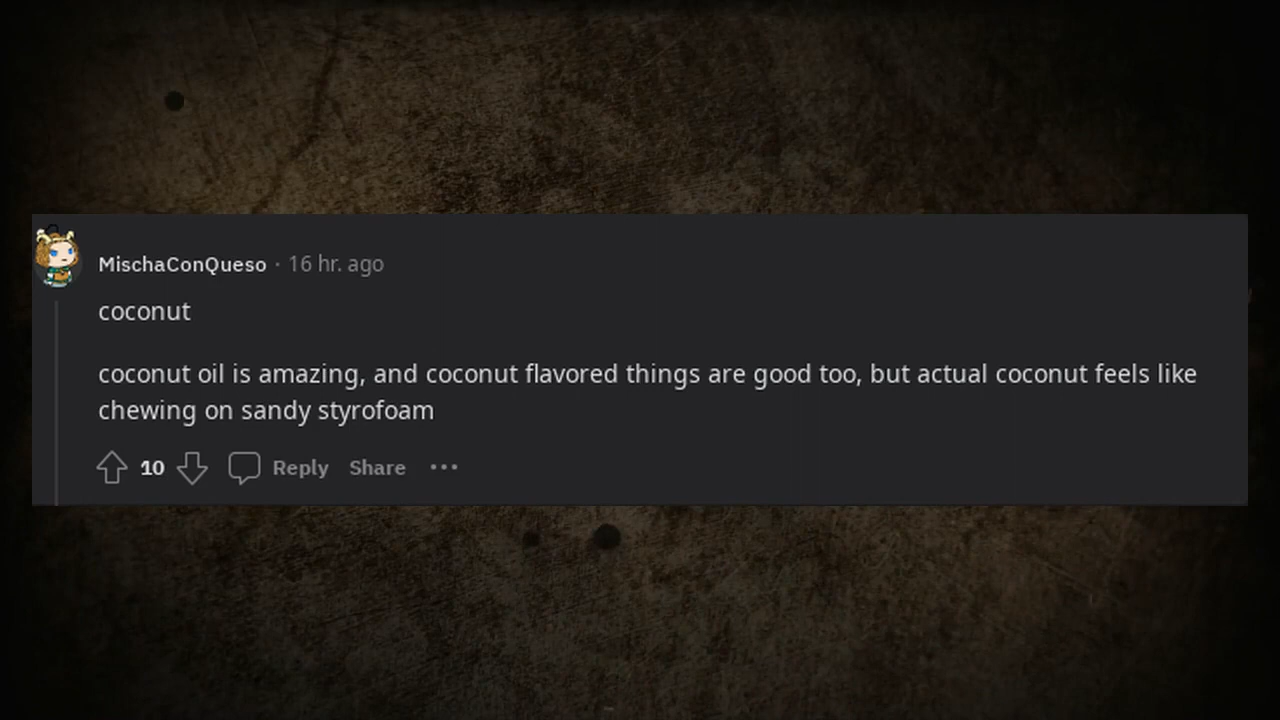 MischaConQueso · 16 hr. ago
coconut
coconut oil is amazing, and coconut flavored things are good too, but actual coconut feels like
chewing on sandy styrofoam
10 Reply Share ···